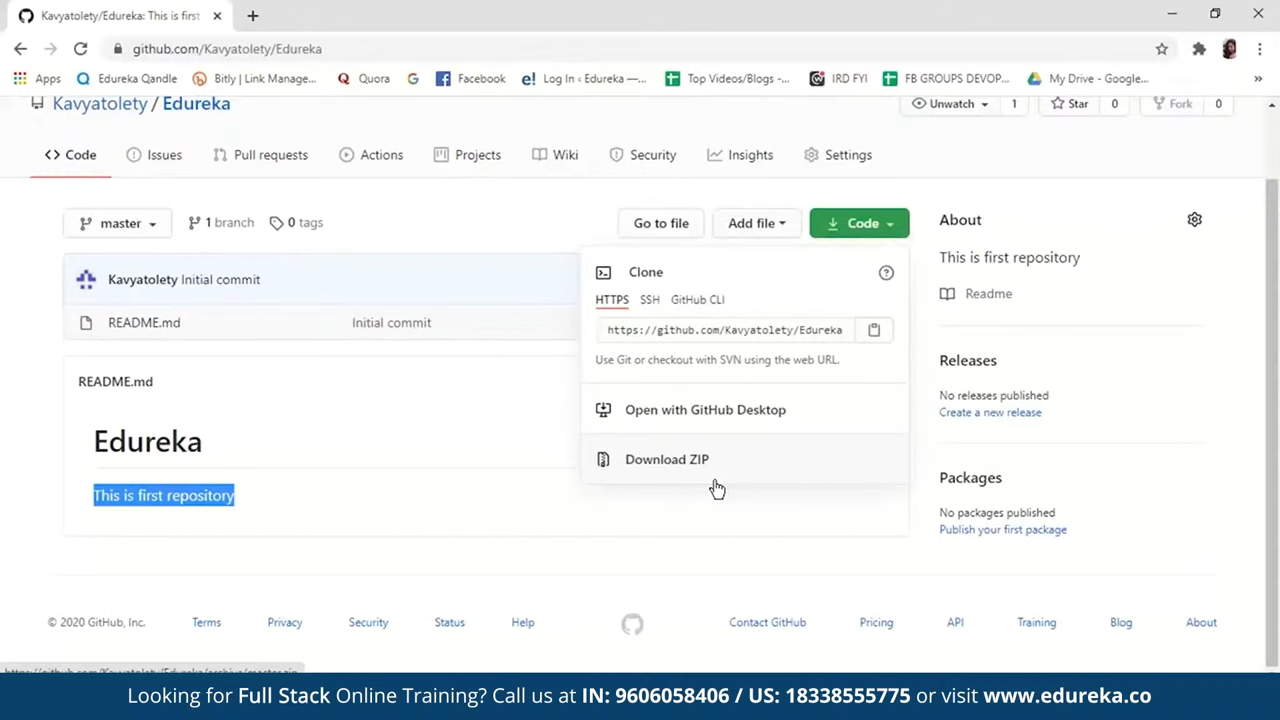 Kavyatolety/Edureka: This is first
github.com/Kavyatolety/Edureka
Apps Edureka Qandle Bitly | Link Manage... Quora Facebook Log In ‹ Edureka —... Top Videos/Blogs -... IRD FYI FB GROUPS DEVOP... My Drive - Google... »
Kavyatolety / Edureka Unwatch 1 Star 0 Fork 0
Code Issues Pull requests Actions Projects Wiki Security Insights Settings
master 1 branch 0 tags Go to file Add file Code
About
This is first repository
Readme
Kavyatolety Initial commit
README.md Initial commit
Clone
HTTPS SSH GitHub CLI
https://github.com/Kavyatolety/Edureka
Use Git or checkout with SVN using the web URL.
Open with GitHub Desktop
Download ZIP
README.md
Edureka
This is first repository
Releases
No releases published
Create a new release
Packages
No packages published
Publish your first package
© 2020 GitHub, Inc. Terms Privacy Security Status Help Contact GitHub Pricing API Training Blog About
https://github.com/Kavyatolety/Edureka/archive/master.zip
Looking for Full Stack Online Training? Call us at IN: 9606058406 / US: 18338555775 or visit www.edureka.co